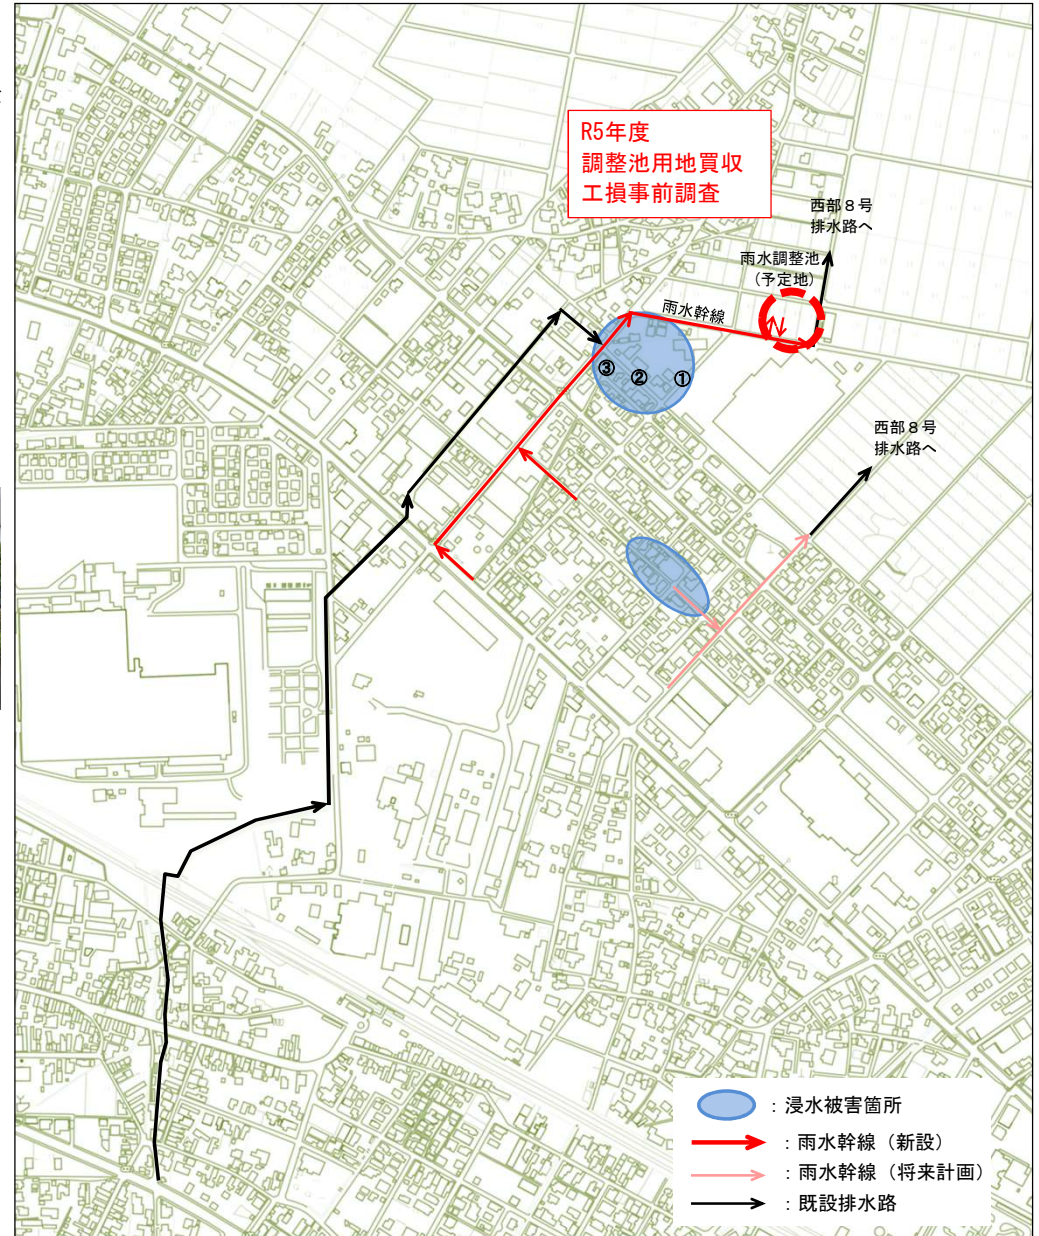 R5年度
調整池用地買収
工損事前調査
西部８号
排水路へ
雨水調整池
（予定地）
雨水幹線
③
②
①
西部８号
排水路へ
：浸水被害箇所
：雨水幹線（新設）
：雨水幹線（将来計画）
：既設排水路